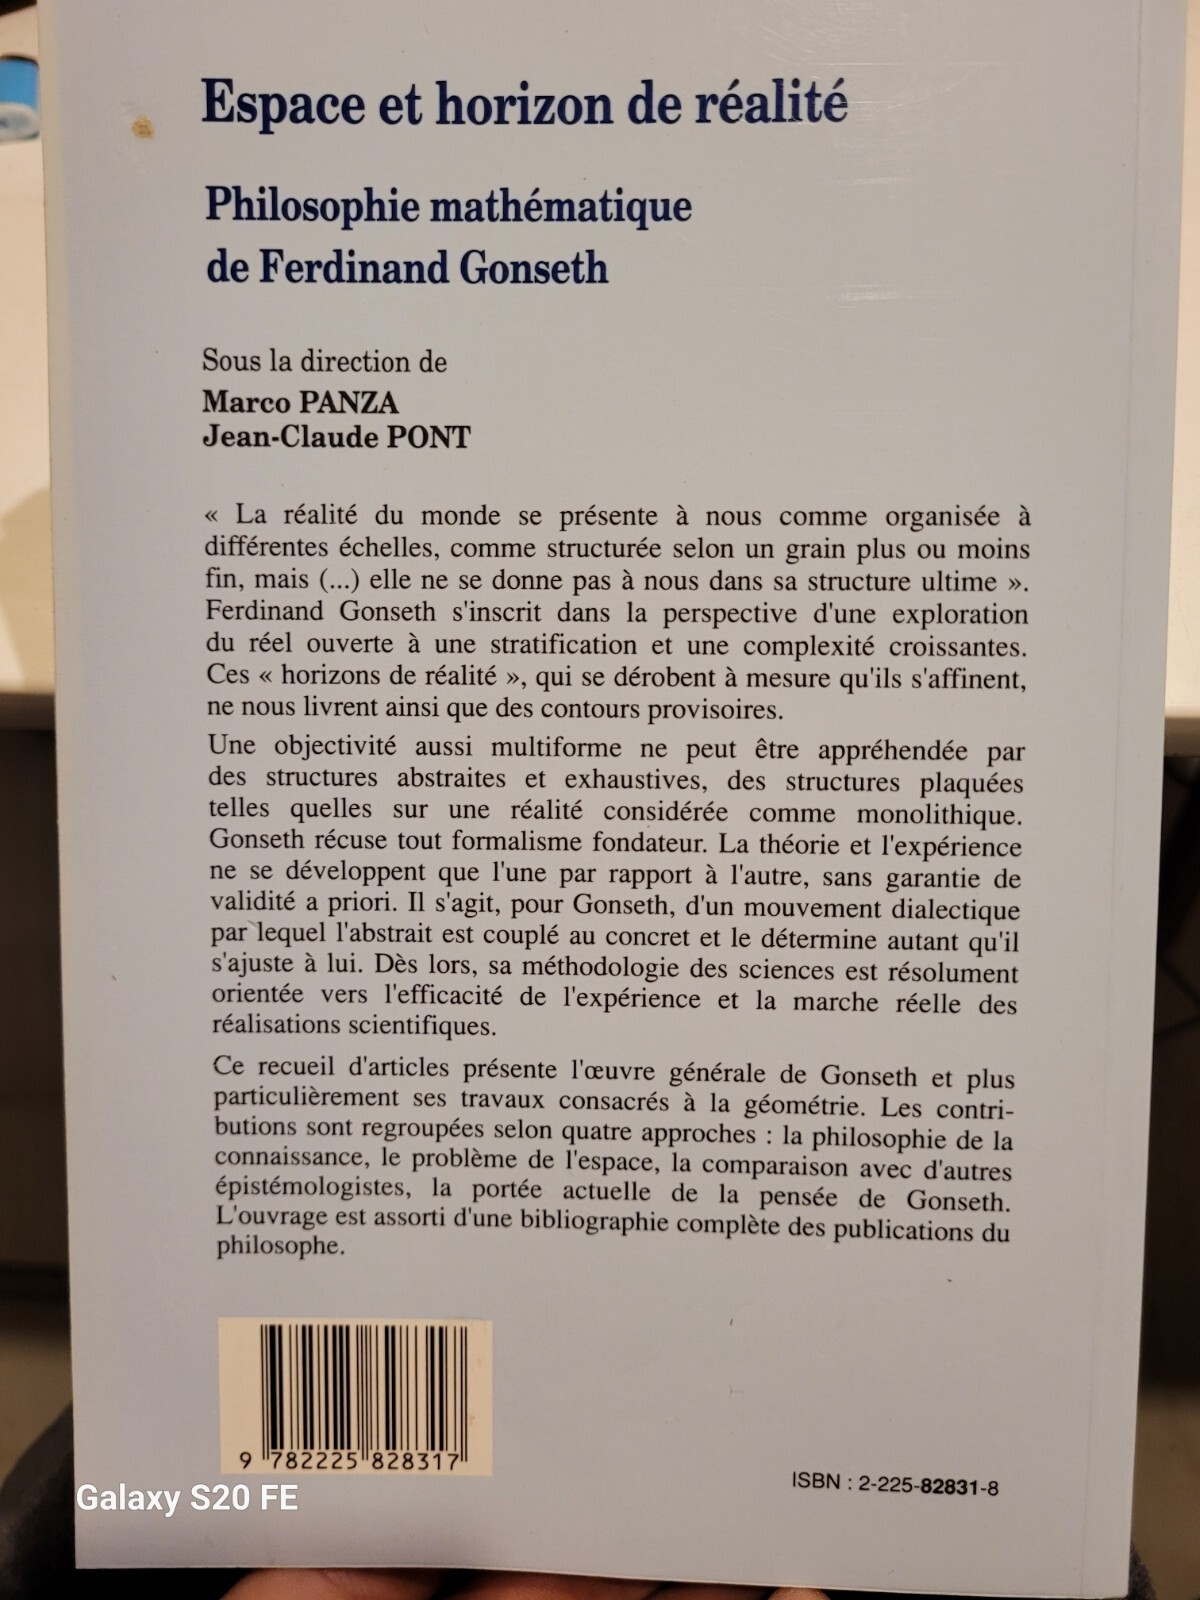 Espace et horizon de réalité
Philosophie mathématique
de Ferdinand Gonseth
Sous la direction de
Marco PANZA
Jean-Claude PONT
« La réalité du monde se présente à nous comme organisée à
différentes échelles, comme structurée selon un grain plus ou moins
fin, mais (...) elle ne se donne pas à nous dans sa structure ultime ».
Ferdinand Gonseth s'inscrit dans la perspective d'une exploration
du réel ouverte à une stratification et une complexité croissantes.
Ces « horizons de réalité », qui se dérobent à mesure qu'ils s'affinent,
ne nous livrent ainsi que des contours provisoires.
Une objectivité aussi multiforme ne peut être appréhendée par
des structures abstraites et exhaustives, des structures plaquées
telles quelles sur une réalité considérée comme monolithique.
Gonseth récuse tout formalisme fondateur. La théorie et l'expérience
ne se développent que l'une par rapport à l'autre, sans garantie de
validité a priori. Il s'agit, pour Gonseth, d'un mouvement dialectique
par lequel l'abstrait est couplé au concret et le détermine autant qu'il
s'ajuste à lui. Dès lors, sa méthodologie des sciences est résolument
orientée vers l'efficacité de l'expérience et la marche réelle des
réalisations scientifiques.
Ce recueil d'articles présente l'œuvre générale de Gonseth et plus
particulièrement ses travaux consacrés à la géométrie. Les contri-
butions sont regroupées selon quatre approches : la philosophie de la
connaissance, le problème de l'espace, la comparaison avec d'autres
épistémologistes, la portée actuelle de la pensée de Gonseth.
L'ouvrage est assorti d'une bibliographie complète des publications du
philosophe.
9 782225 828317
ISBN : 2-225-82831-8
Galaxy S20 FE